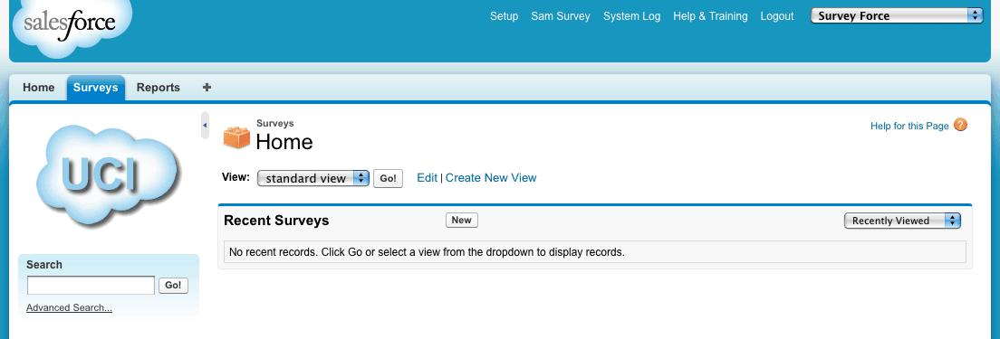 salesforce
Setup Sam Survey System Log Help & Training Logout Survey Force
Home Surveys Reports +
UCI
Surveys
Home
Help for this Page ?
View: standard view Go! Edit | Create New View
Recent Surveys New Recently Viewed
No recent records. Click Go or select a view from the dropdown to display records.
Search
Go!
Advanced Search...